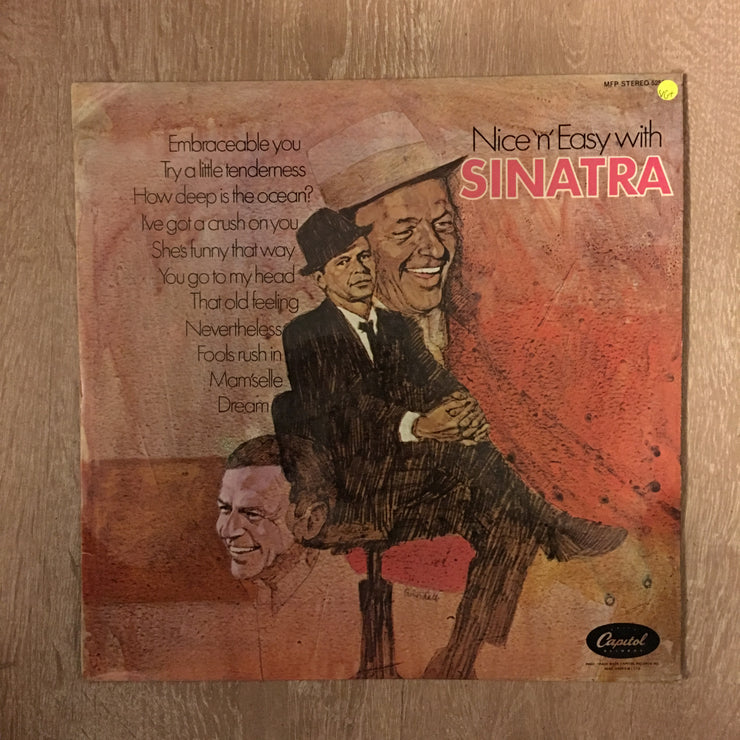 MFP STEREO
VG+
Nice 'n' Easy with
SINATRA
Embraceable you
Try a little tenderness
How deep is the ocean?
I've got a crush on you
She's funny that way
You go to my head
That old feeling
Nevertheless
Fools rush in
Mam'selle
Dream
Capitol
RECORDS